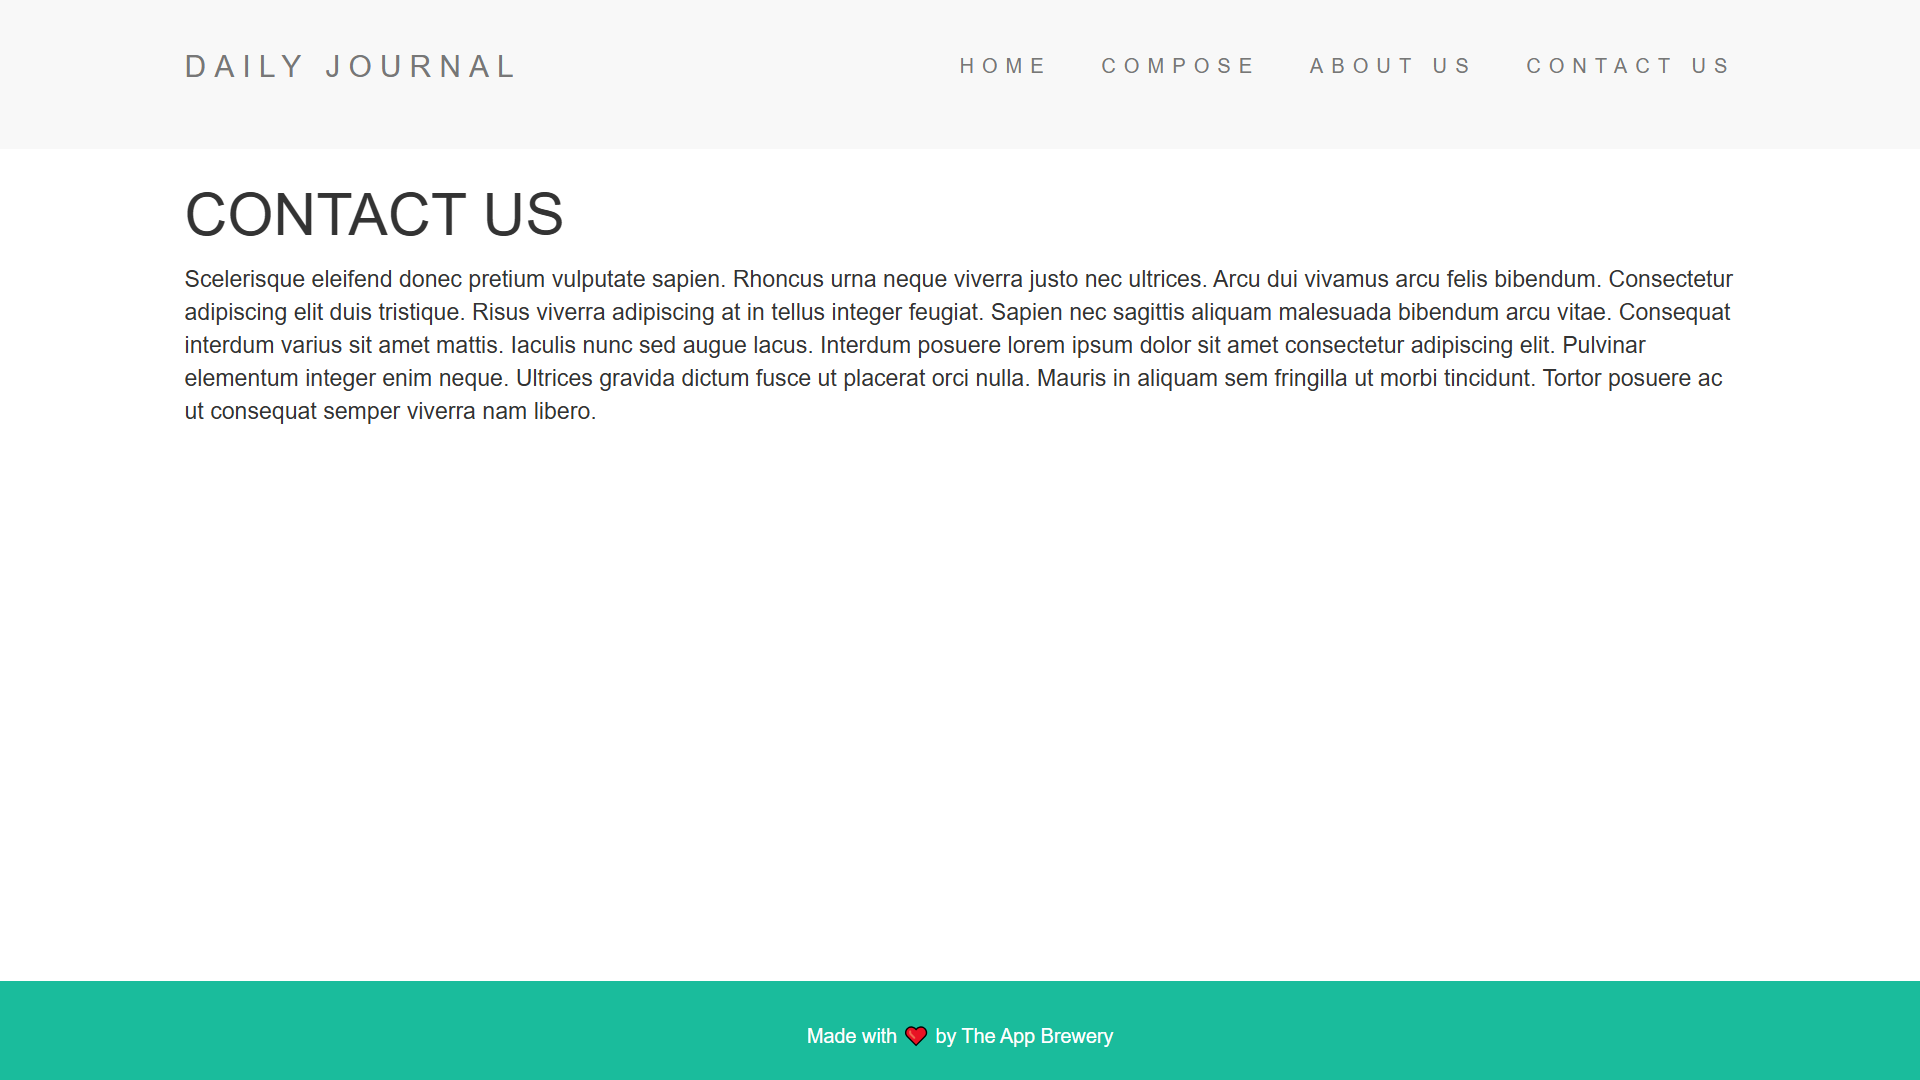 DAILY JOURNAL
HOME COMPOSE ABOUT US CONTACT US
CONTACT US
Scelerisque eleifend donec pretium vulputate sapien. Rhoncus urna neque viverra justo nec ultrices. Arcu dui vivamus arcu felis bibendum. Consectetur
adipiscing elit duis tristique. Risus viverra adipiscing at in tellus integer feugiat. Sapien nec sagittis aliquam malesuada bibendum arcu vitae. Consequat
interdum varius sit amet mattis. Iaculis nunc sed augue lacus. Interdum posuere lorem ipsum dolor sit amet consectetur adipiscing elit. Pulvinar
elementum integer enim neque. Ultrices gravida dictum fusce ut placerat orci nulla. Mauris in aliquam sem fringilla ut morbi tincidunt. Tortor posuere ac
ut consequat semper viverra nam libero.
Made with ❤️ by The App Brewery